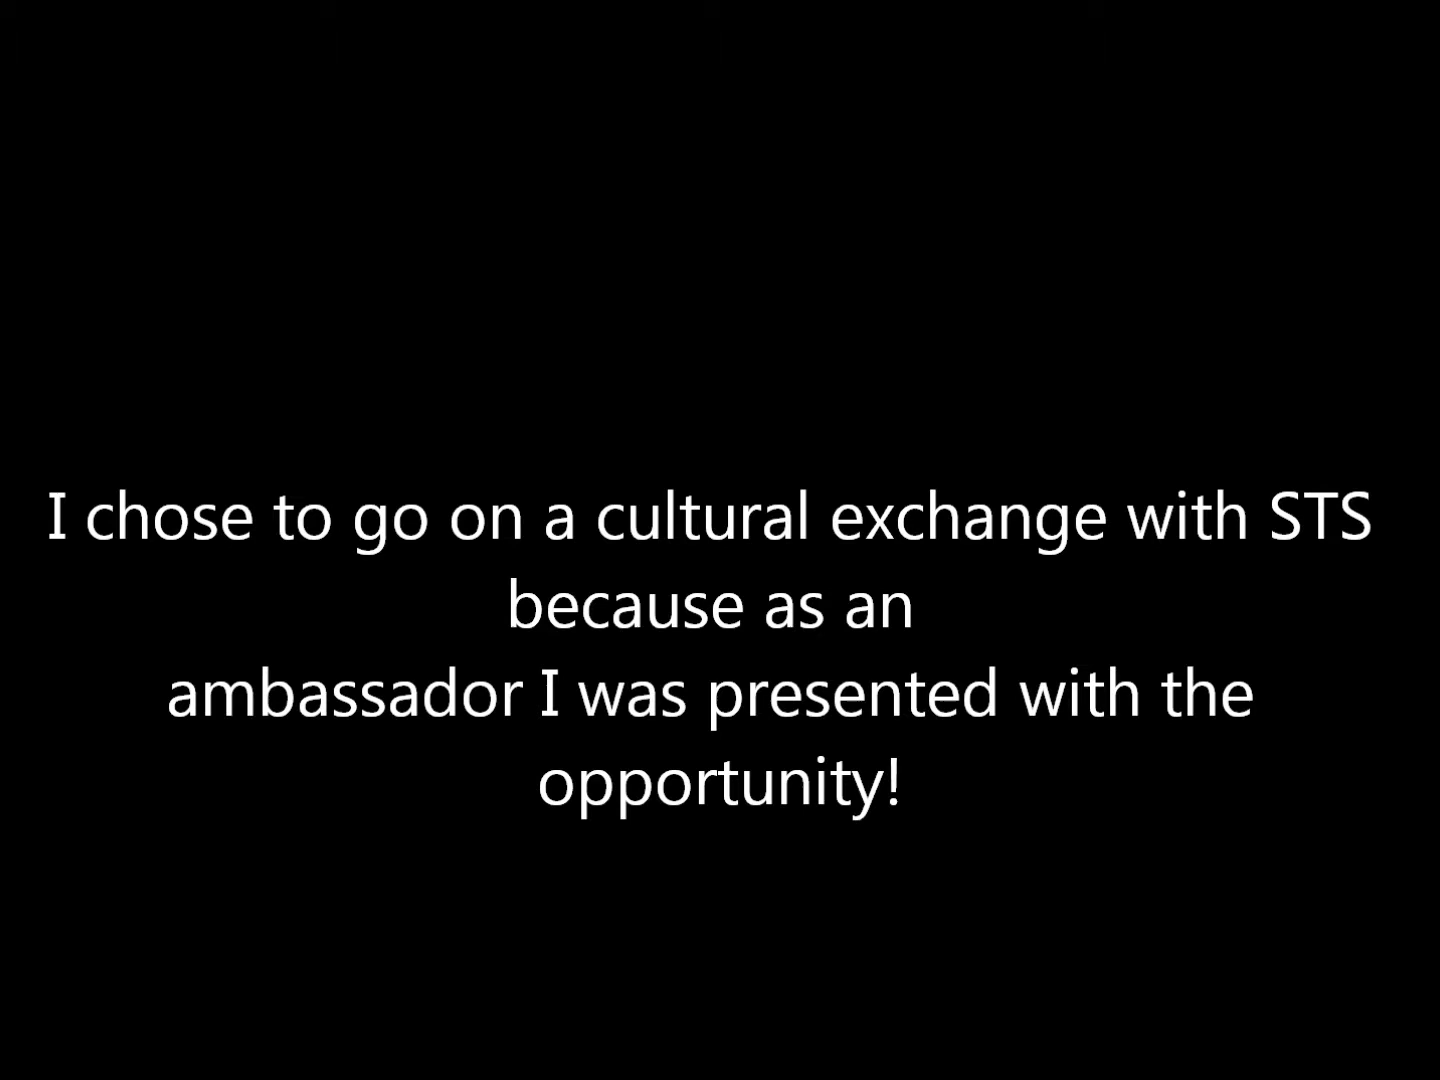 I chose to go on a cultural exchange with STS
because as an
ambassador I was presented with the
opportunity!